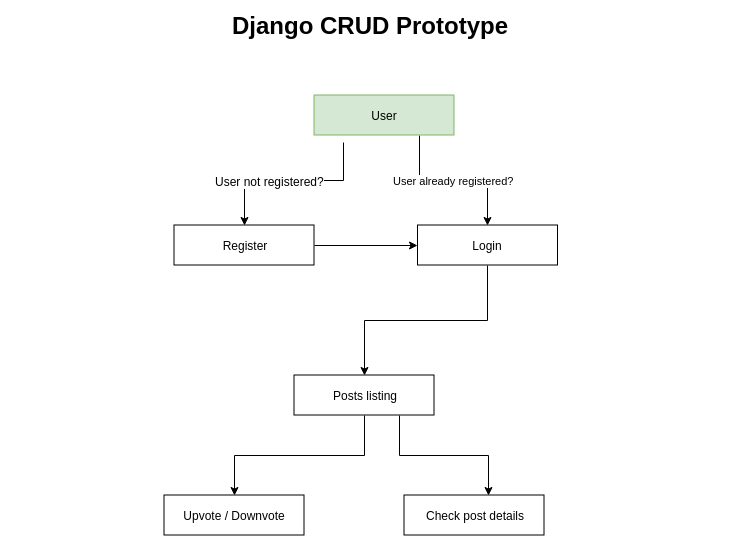 Django CRUD Prototype
User
User not registered?
User already registered?
Register
Login
Posts listing
Upvote / Downvote
Check post details